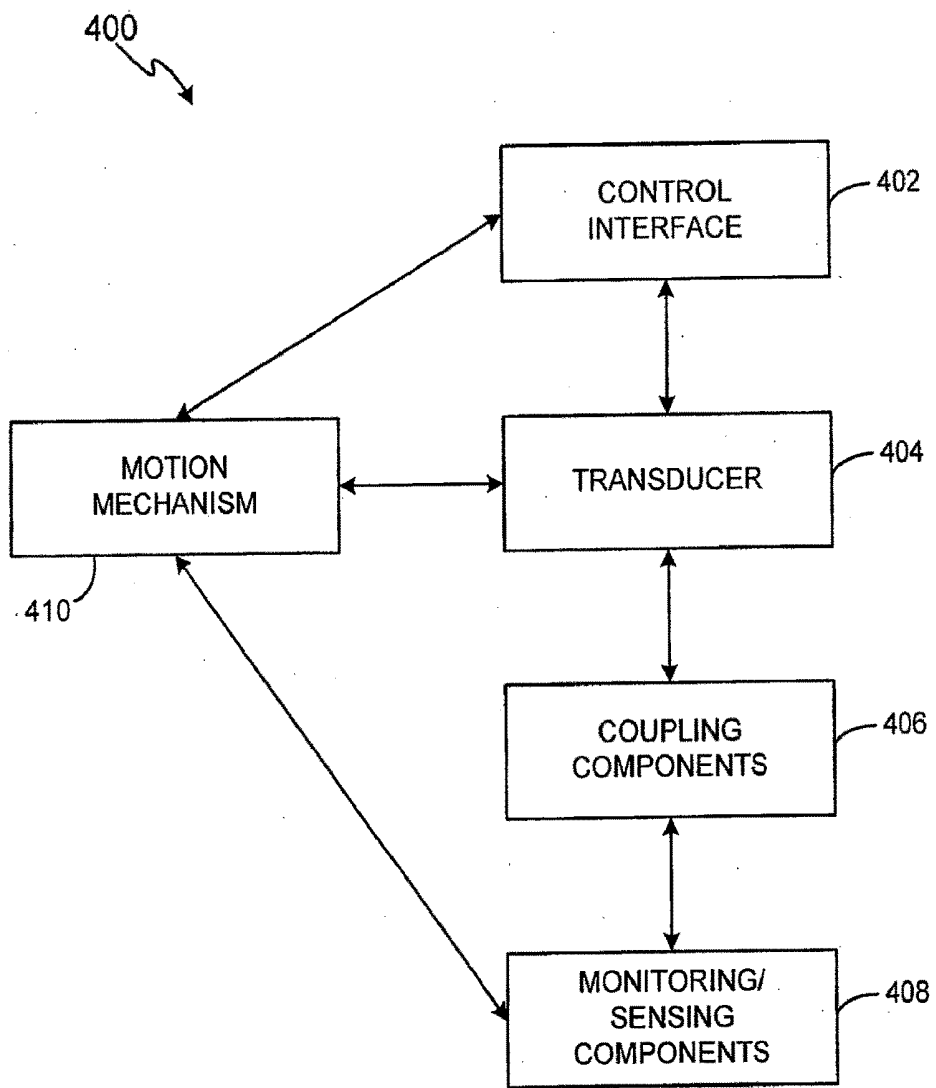 400
CONTROL
INTERFACE
402
MOTION
MECHANISM
410
TRANSDUCER
404
COUPLING
COMPONENTS
406
MONITORING/
SENSING
COMPONENTS
408